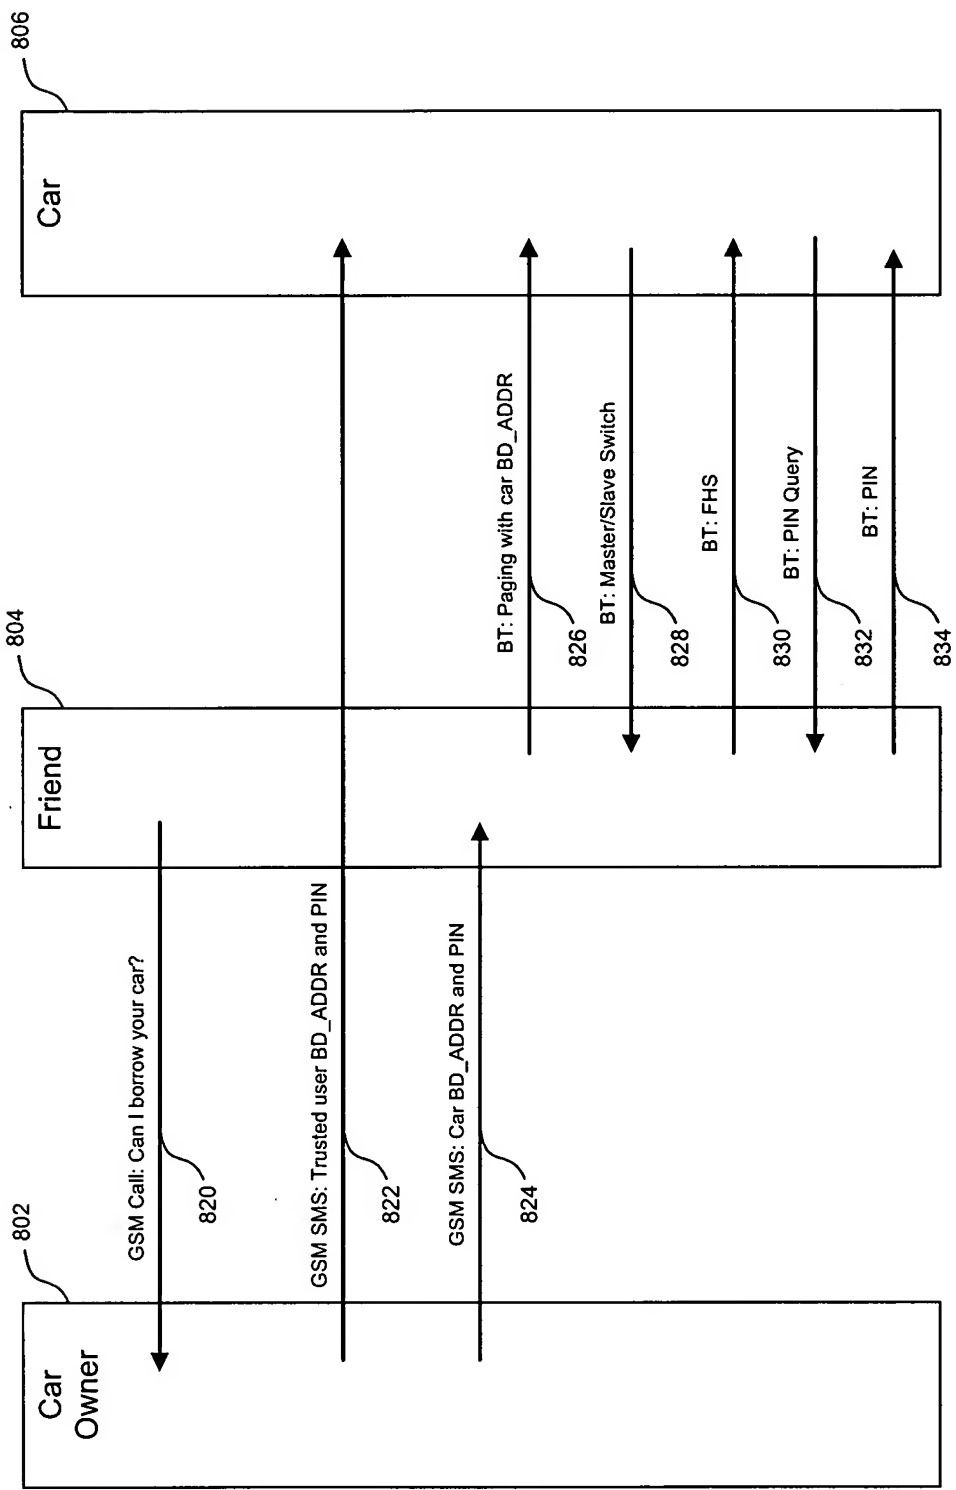 Car
Owner
802
Friend
804
Car
806
GSM Call: Can I borrow your car?
820
GSM SMS: Trusted user BD_ADDR and PIN
822
GSM SMS: Car BD_ADDR and PIN
824
BT: Paging with car BD_ADDR
826
BT: Master/Slave Switch
828
BT: FHS
830
BT: PIN Query
832
BT: PIN
834